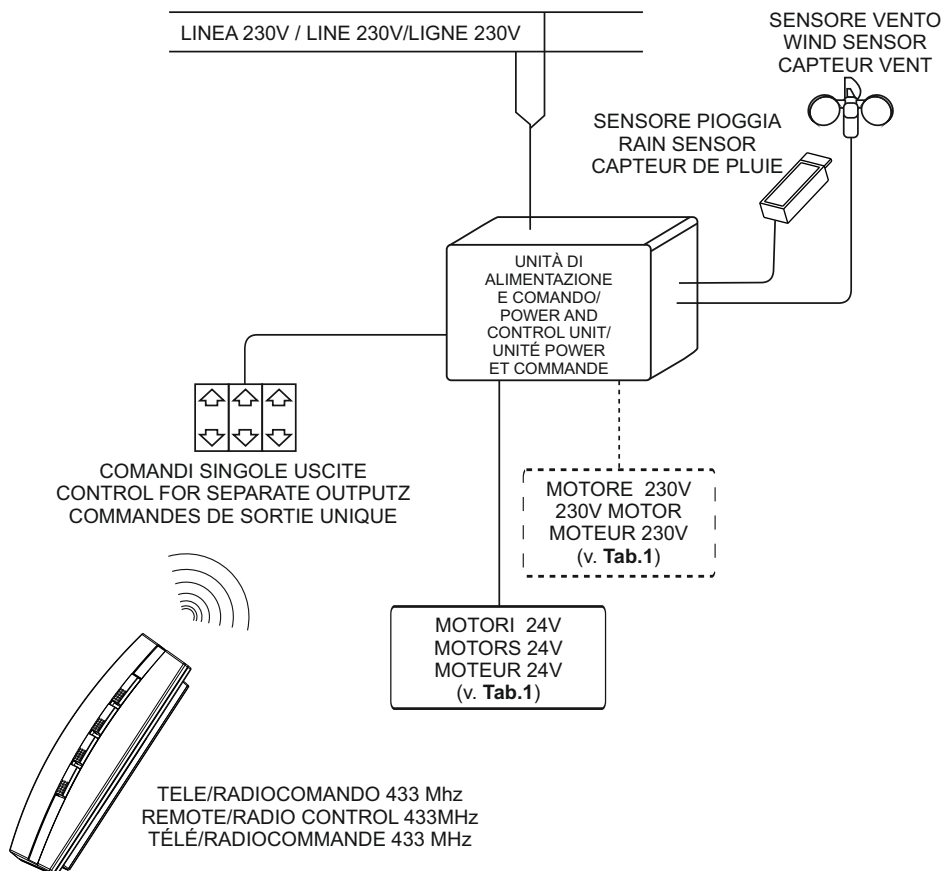 LINEA 230V / LINE 230V/LIGNE 230V
SENSORE VENTO
WIND SENSOR
CAPTEUR VENT
SENSORE PIOGGIA
RAIN SENSOR
CAPTEUR DE PLUIE
UNITÀ DI
ALIMENTAZIONE
E COMANDO/
POWER AND
CONTROL UNIT/
UNITÉ POWER
ET COMMANDE
COMANDI SINGOLE USCITE
CONTROL FOR SEPARATE OUTPUTZ
COMMANDES DE SORTIE UNIQUE
MOTORE 230V
230V MOTOR
MOTEUR 230V
(v. Tab.1)
MOTORI 24V
MOTORS 24V
MOTEUR 24V
(v. Tab.1)
TELE/RADIOCOMANDO 433 Mhz
REMOTE/RADIO CONTROL 433MHz
TÉLÉ/RADIOCOMMANDE 433 MHz